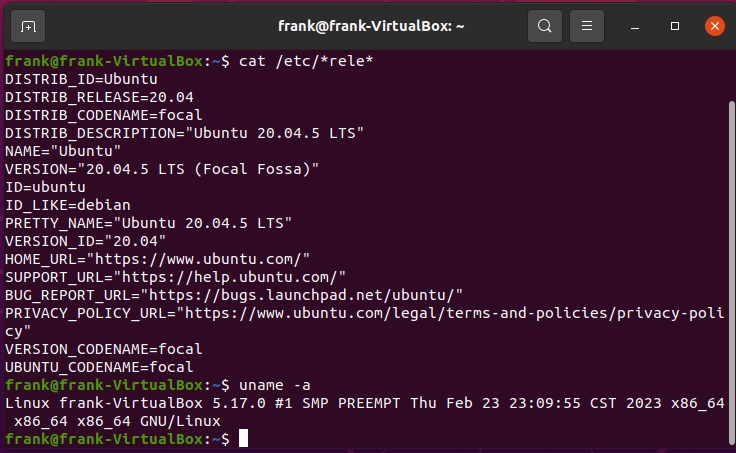 frank@frank-VirtualBox: ~
frank@frank-VirtualBox:~$ cat /etc/*rele*
DISTRIB_ID=Ubuntu
DISTRIB_RELEASE=20.04
DISTRIB_CODENAME=focal
DISTRIB_DESCRIPTION="Ubuntu 20.04.5 LTS"
NAME="Ubuntu"
VERSION="20.04.5 LTS (Focal Fossa)"
ID=ubuntu
ID_LIKE=debian
PRETTY_NAME="Ubuntu 20.04.5 LTS"
VERSION_ID="20.04"
HOME_URL="https://www.ubuntu.com/"
SUPPORT_URL="https://help.ubuntu.com/"
BUG_REPORT_URL="https://bugs.launchpad.net/ubuntu/"
PRIVACY_POLICY_URL="https://www.ubuntu.com/legal/terms-and-policies/privacy-poli
cy"
VERSION_CODENAME=focal
UBUNTU_CODENAME=focal
frank@frank-VirtualBox:~$ uname -a
Linux frank-VirtualBox 5.17.0 #1 SMP PREEMPT Thu Feb 23 23:09:55 CST 2023 x86_64
 x86_64 x86_64 GNU/Linux
frank@frank-VirtualBox:~$